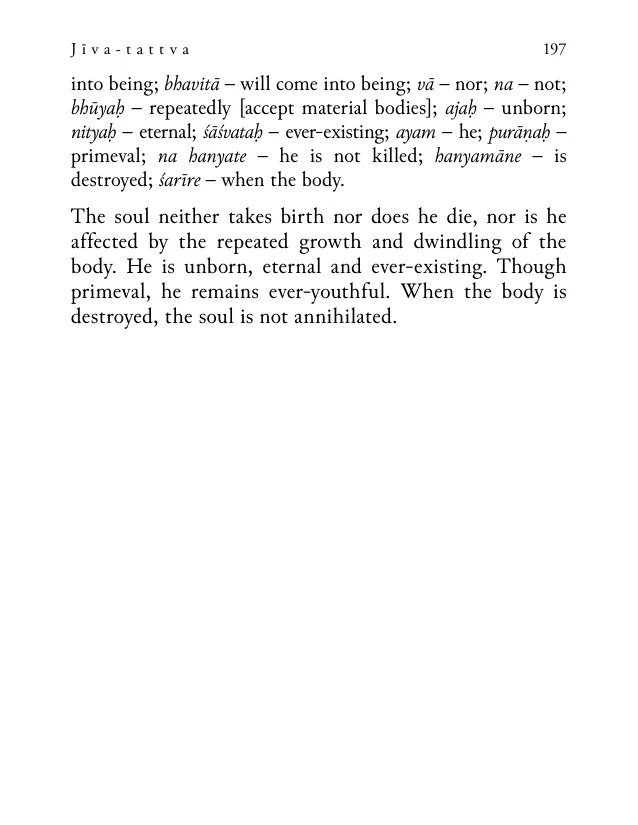 Jīva-tattva 197
into being; bhavitā – will come into being; vā – nor; na – not;
bhūyaḥ – repeatedly [accept material bodies]; ajaḥ – unborn;
nityaḥ – eternal; śāśvataḥ – ever-existing; ayam – he; purāṇaḥ –
primeval; na hanyate – he is not killed; hanyamāne – is
destroyed; śarīre – when the body.
The soul neither takes birth nor does he die, nor is he
affected by the repeated growth and dwindling of the
body. He is unborn, eternal and ever-existing. Though
primeval, he remains ever-youthful. When the body is
destroyed, the soul is not annihilated.